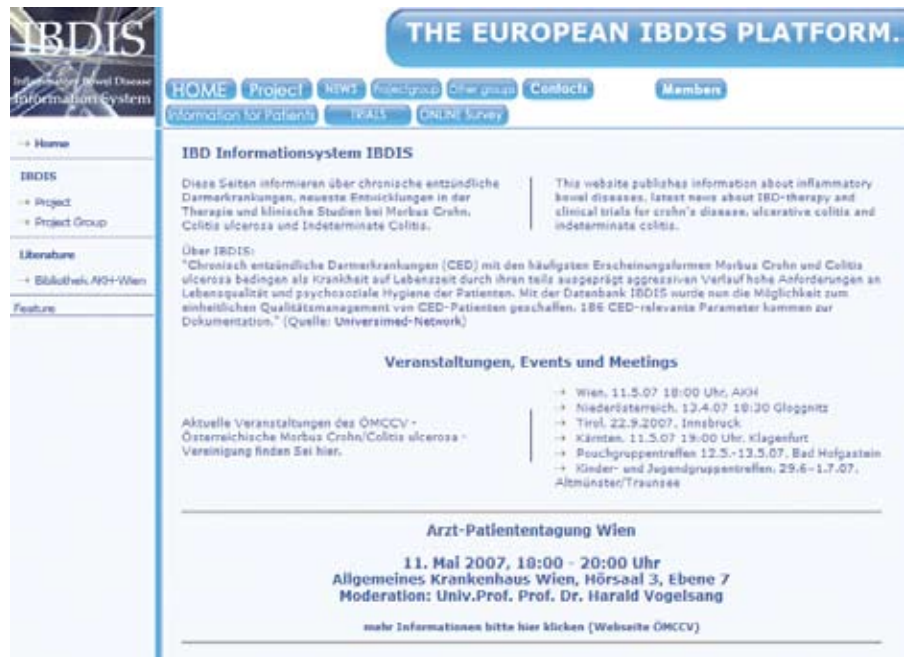 IBDIS
Inflammatory Bowel Disease
Information System
THE EUROPEAN IBDIS PLATFORM.
HOME Project NEWS Projectgroup Other groups Contacts Members
Information for Patients TRIALS ONLINE Survey
→ Home
IBDIS
→ Project
→ Project Group
Literature
→ Bibliothek AKH-Wien
Feature
IBD Informationsystem IBDIS
Diese Seiten informieren über chronische entzündliche
Darmerkrankungen, neueste Entwicklungen in der
Therapie und klinische Studien bei Morbus Crohn,
Colitis ulcerosa und Indeterminate Colitis.
This website publishes information about inflammatory
bowel diseases, latest news about IBD-therapy and
clinical trials for crohn's disease, ulcerative colitis and
indeterminate colitis.
Über IBDIS:
"Chronisch entzündliche Darmerkrankungen (CED) mit den häufigsten Erscheinungsformen Morbus Crohn und Colitis
ulcerosa bedingen als Krankheit auf Lebenszeit durch ihren teils ausgeprägt aggressiven Verlauf hohe Anforderungen an
Lebensqualität und psychosoziale Hygiene der Patienten. Mit der Datenbank IBDIS wurde nun die Möglichkeit zum
einheitlichen Qualitätsmanagement von CED-Patienten geschaffen. 186 CED-relevante Parameter kommen zur
Dokumentation." (Quelle: Universimed-Network)
Veranstaltungen, Events und Meetings
Aktuelle Veranstaltungen des ÖMCCV -
Österreichische Morbus Crohn/Colitis ulcerosa -
Vereinigung finden Sei hier.
→ Wien, 11.5.07 18:00 Uhr, AKH
→ Niederösterreich, 13.4.07 18:30 Gloggnitz
→ Tirol, 22.9.2007, Innsbruck
→ Kärnten, 11.5.07 19:00 Uhr, Klagenfurt
→ Pouchgruppentreffen 12.5.-13.5.07, Bad Hofgastein
→ Kinder- und Jugendgruppentreffen, 29.6-1.7.07,
Altmünster/Traunsee
Arzt-Patiententagung Wien
11. Mai 2007, 18:00 - 20:00 Uhr
Allgemeines Krankenhaus Wien, Hörsaal 3, Ebene 7
Moderation: Univ.Prof. Prof. Dr. Harald Vogelsang
mehr Informationen bitte hier klicken (Webseite ÖMCCV)